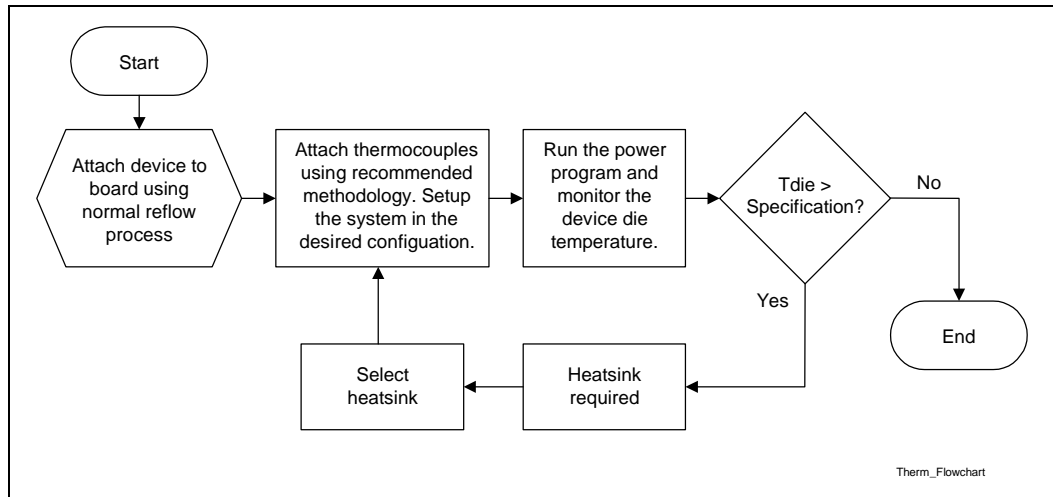 Start
Attach device to
board using
normal reflow
process
Attach thermocouples
using recommended
methodology. Setup
the system in the
desired configuation.
Run the power
program and
monitor the
device die
temperature.
Tdie >
Specification?
No
Yes
End
Heatsink
required
Select
heatsink
Therm_Flowchart